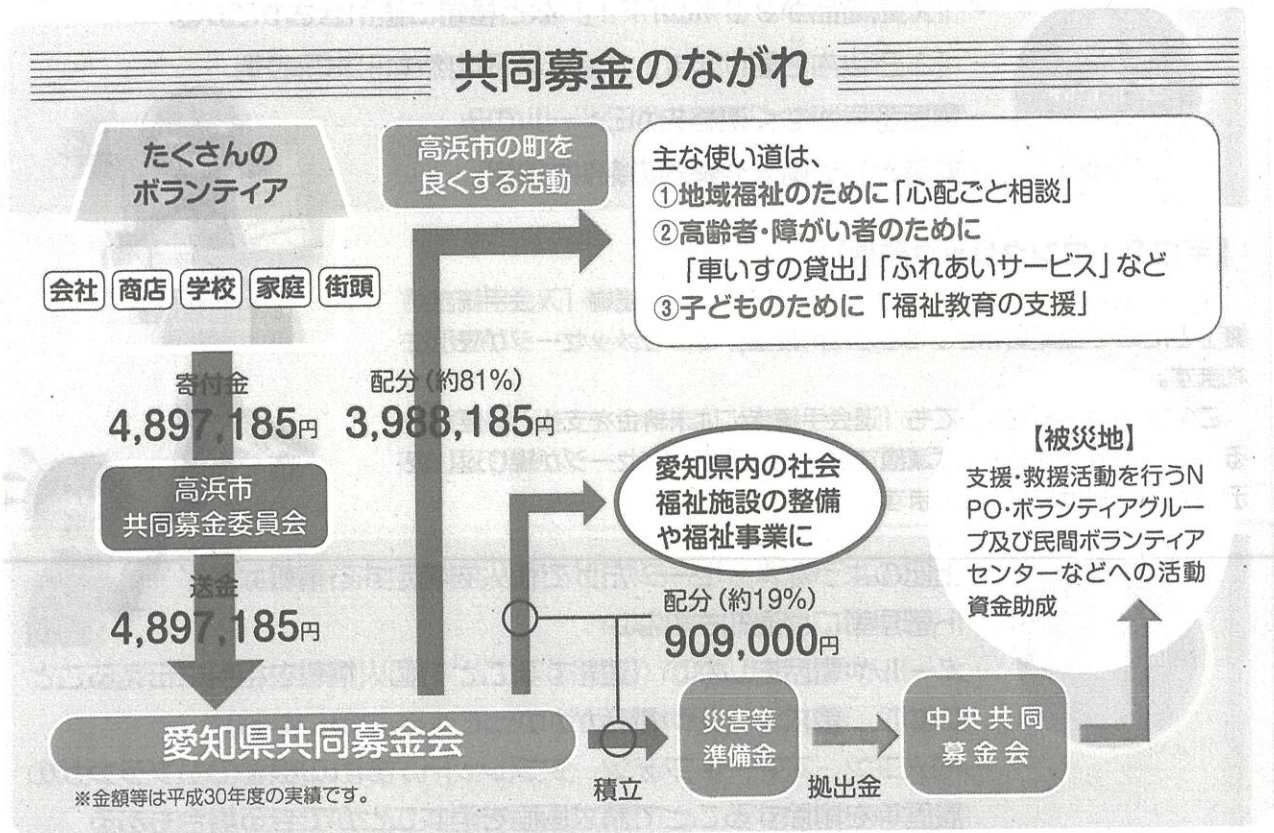 共同募金のながれ
たくさんの
ボランティア
会社 商店 学校 家庭 街頭
寄付金
4,897,185円
高浜市
共同募金委員会
送金
4,897,185円
愛知県共同募金会
※金額等は平成30年度の実績です。
高浜市の町を
良くする活動
配分(約81%)
3,988,185円
主な使い道は、
①地域福祉のために「心配ごと相談」
②高齢者・障がい者のために
「車いすの貸出」「ふれあいサービス」など
③子どものために「福祉教育の支援」
愛知県内の社会
福祉施設の整備
や福祉事業に
配分(約19%)
909,000円
積立
災害等
準備金
拠出金
中央共同
募金会
【被災地】
支援・救援活動を行うN
PO・ボランティアグルー
プ及び民間ボランティア
センターなどへの活動
資金助成